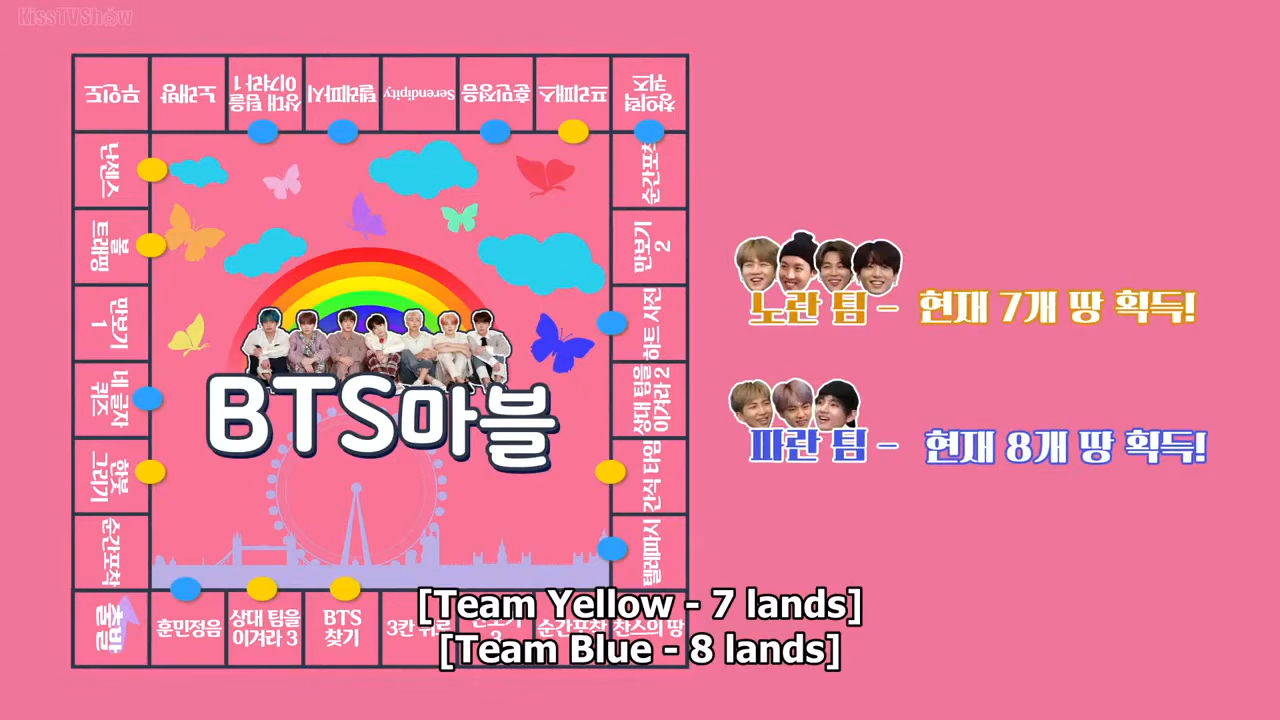 KissTVShow
무인도
노래방
상대 팀을
이겨라 1
텔레파시
Serendipity
훈민정음
프리패스
창의력
퀴즈
난센스
볼
트래핑
만보기
1
네 글자
퀴즈
한붓
그리기
순간포착
출발
순간포착
만보기
2
하트 사진
상대 팀을
이겨라 2
간식 타임
텔레파시
BTS마블
노란 팀 - 현재 7개 땅 획득!
파란 팀 - 현재 8개 땅 획득!
훈민정음
상대 팀을
이겨라 3
BTS
찾기
3칸 뒤로
3
순간포착
찬스의 땅
[Team Yellow - 7 lands]
[Team Blue - 8 lands]